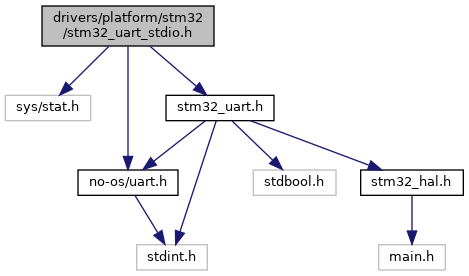 drivers/platform/stm32
/stm32_uart_stdio.h
sys/stat.h
stm32_uart.h
no-os/uart.h
stdbool.h
stm32_hal.h
stdint.h
main.h